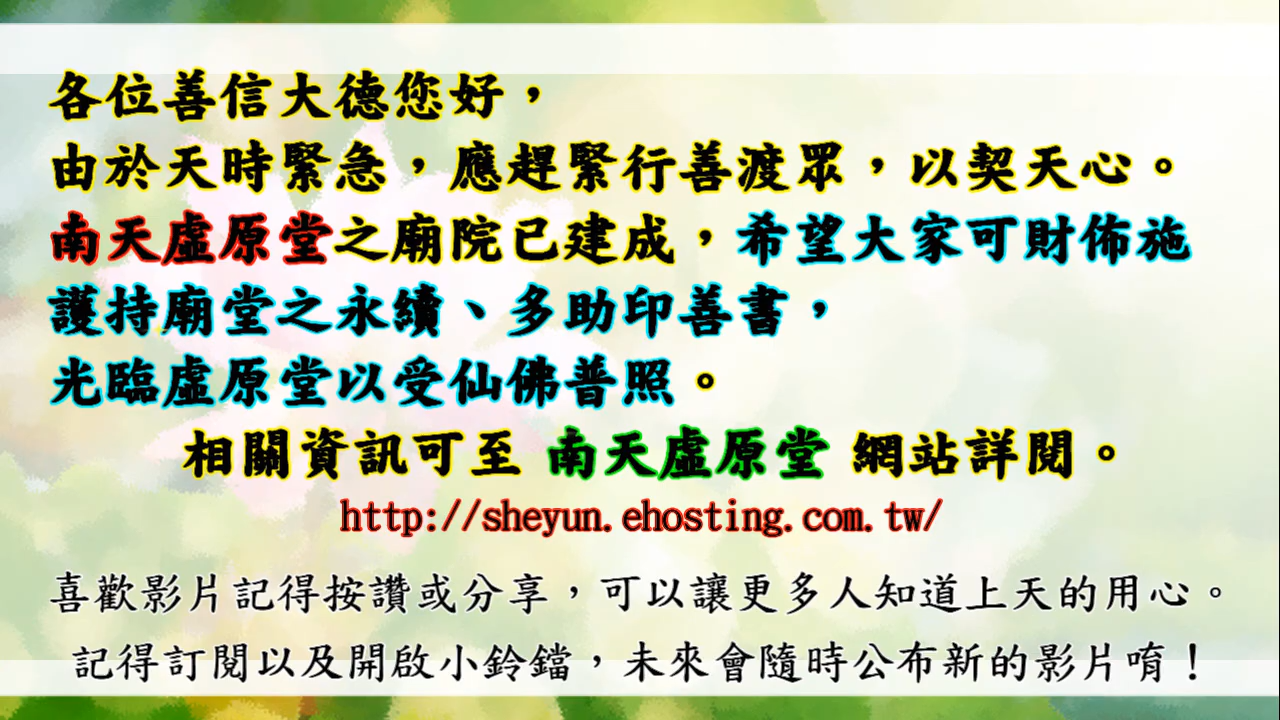 各位善信大德您好，
由於天時緊急，應趕緊行善渡眾，以契天心。
南天虛原堂之廟院已建成，希望大家可財佈施
護持廟堂之永續、多助印善書，
光臨虛原堂以受仙佛普照。
相關資訊可至 南天虛原堂 網站詳閱。
http://sheyun.ehosting.com.tw/
喜歡影片記得按讚或分享，可以讓更多人知道上天的用心。
記得訂閱以及開啟小鈴鐺，未來會隨時公布新的影片唷！